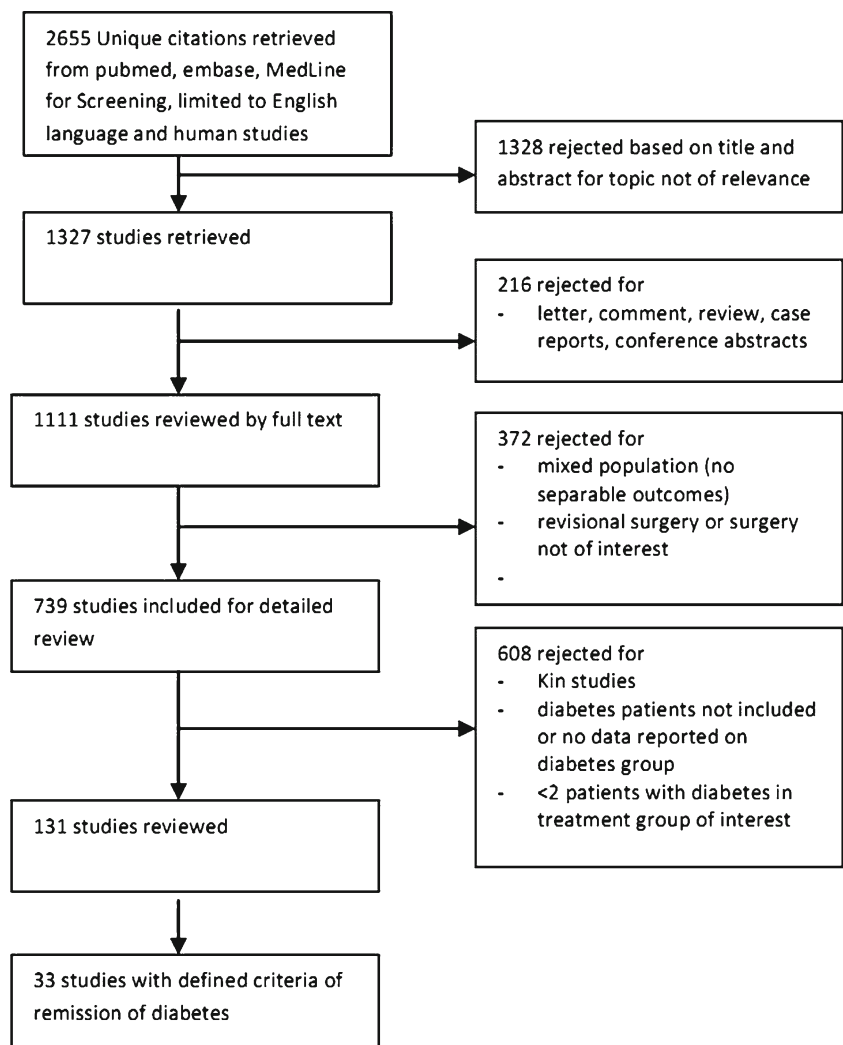 2655 Unique citations retrieved
from pubmed, embase, MedLine
for Screening, limited to English
language and human studies
1328 rejected based on title and
abstract for topic not of relevance
1327 studies retrieved
216 rejected for
- letter, comment, review, case
reports, conference abstracts
1111 studies reviewed by full text
372 rejected for
- mixed population (no
separable outcomes)
- revisional surgery or surgery
not of interest
-
739 studies included for detailed
review
608 rejected for
- Kin studies
- diabetes patients not included
or no data reported on
diabetes group
- <2 patients with diabetes in
treatment group of interest
131 studies reviewed
33 studies with defined criteria of
remission of diabetes